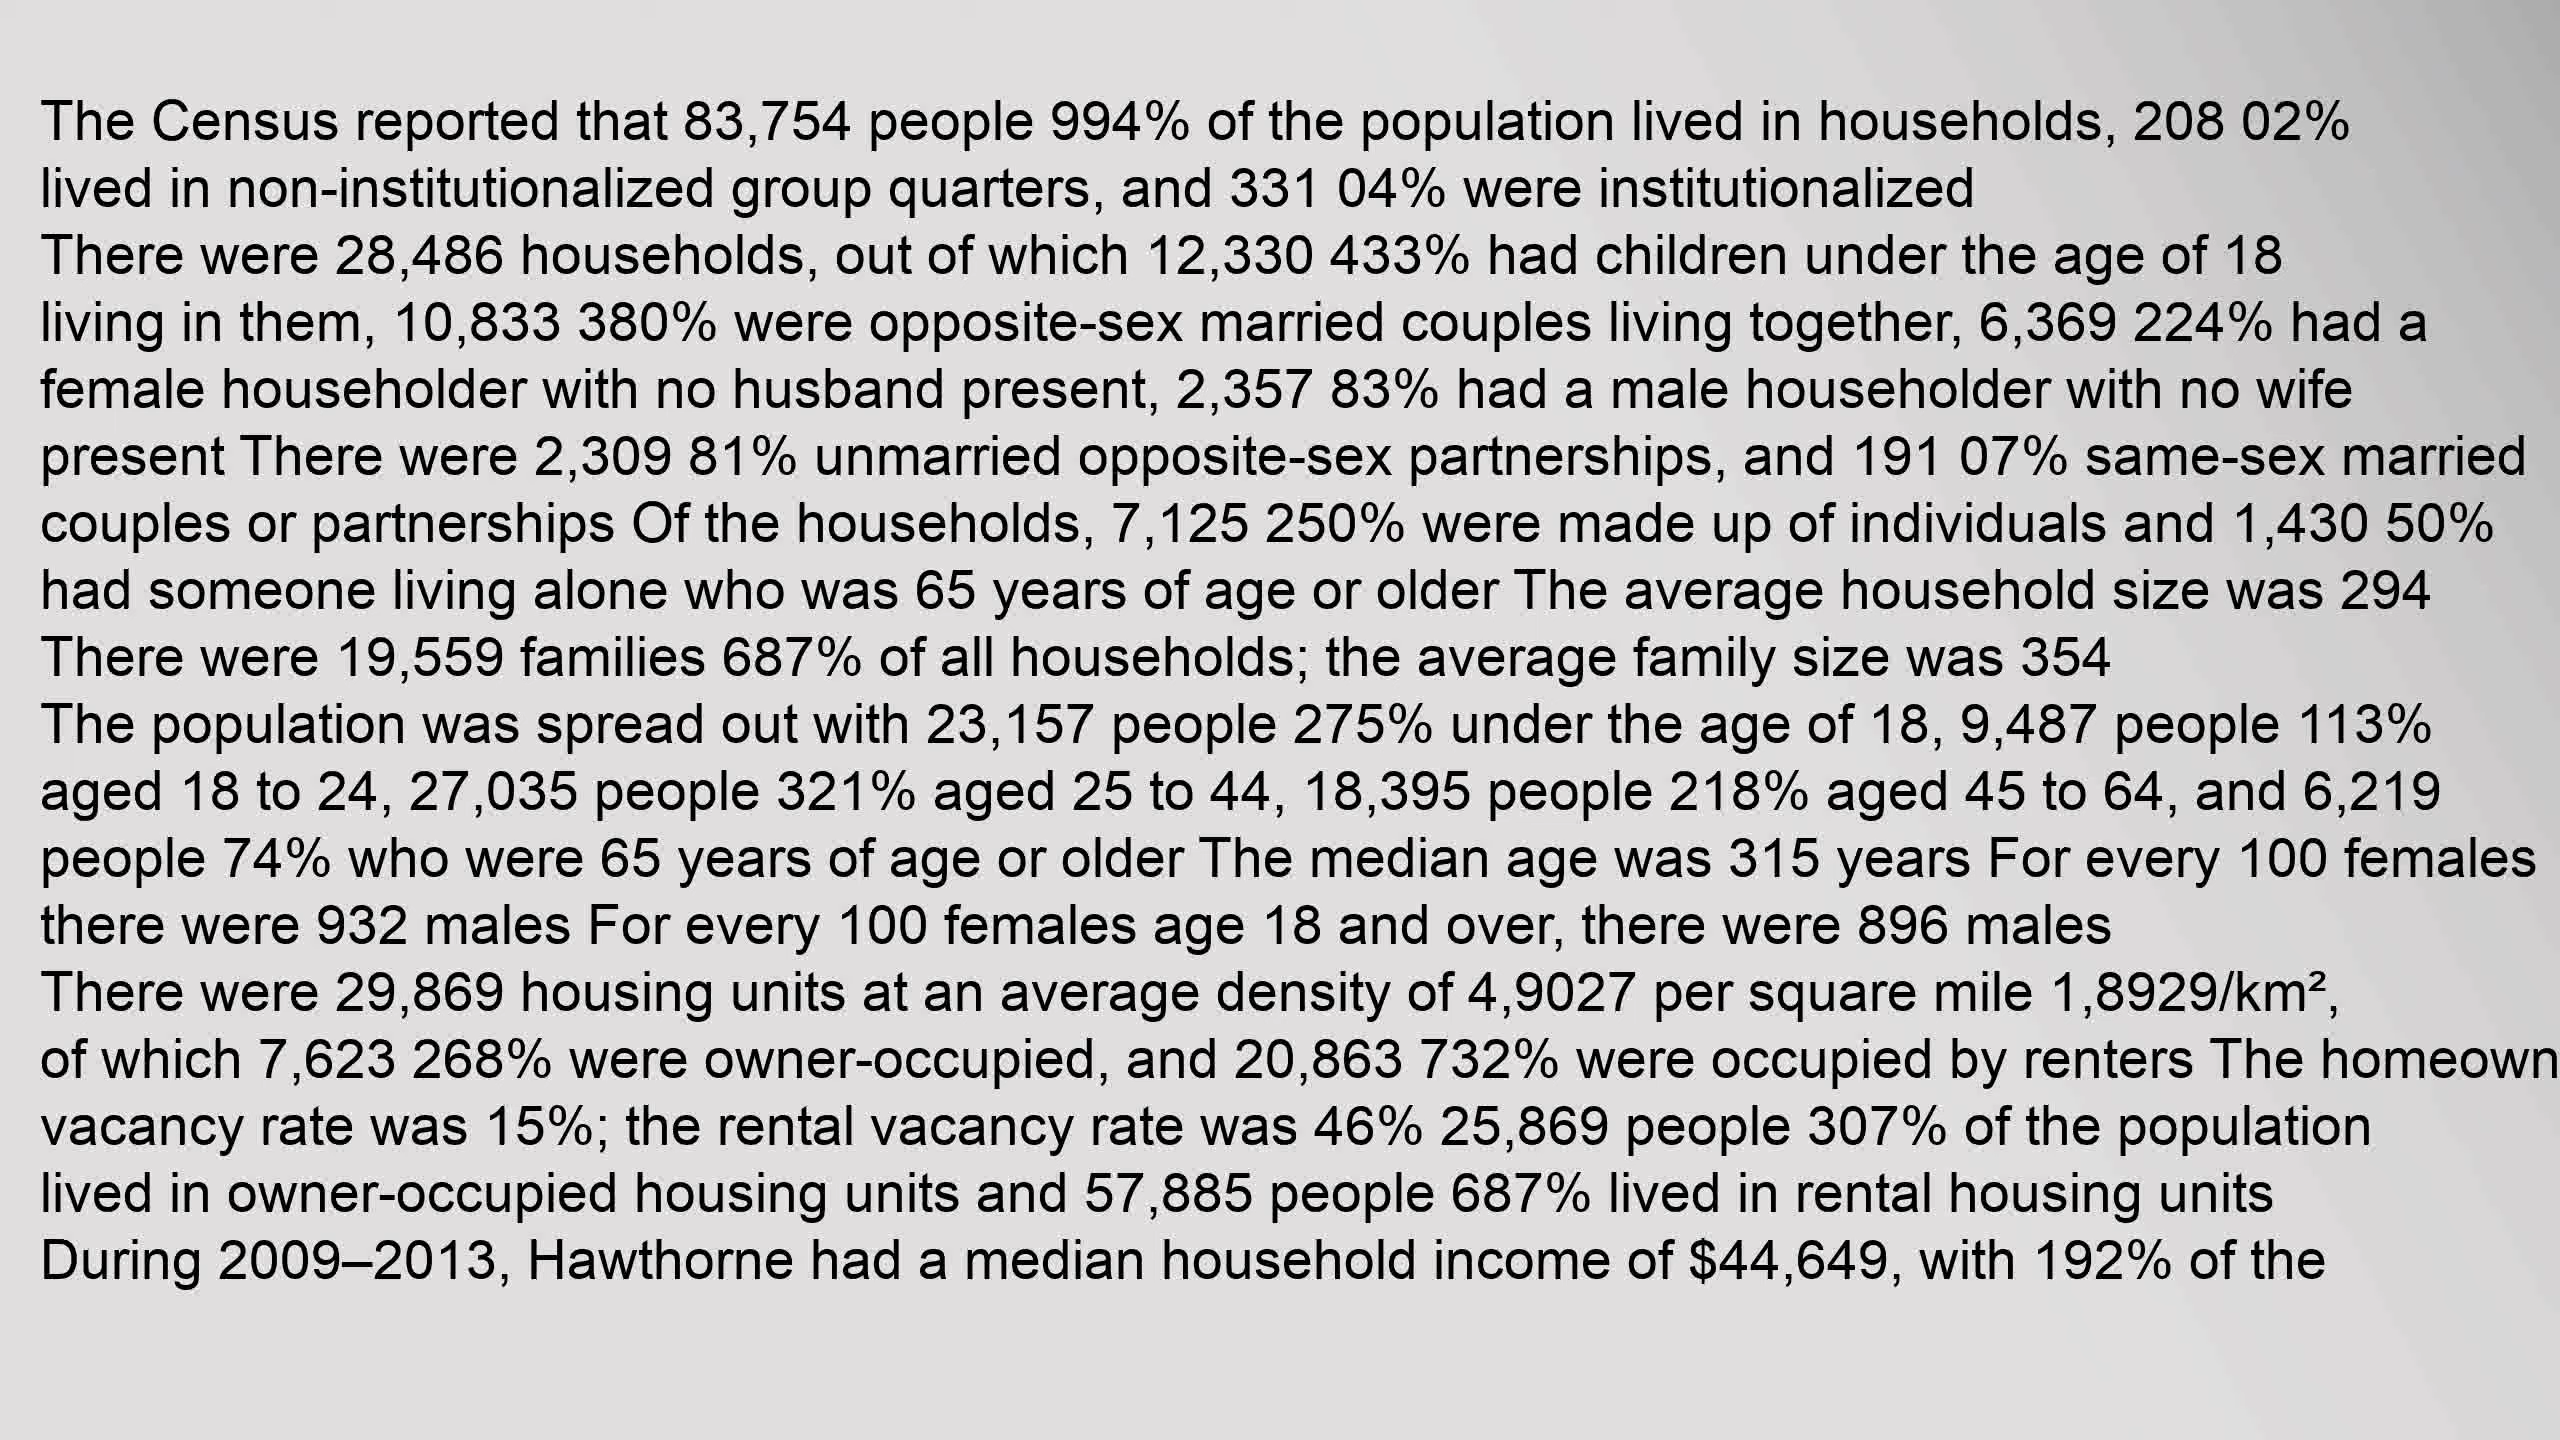 The Census reported that 83,754 people 994% of the population lived in households, 208 02%
lived in non-institutionalized group quarters, and 331 04% were institutionalized
There were 28,486 households, out of which 12,330 433% had children under the age of 18
living in them, 10,833 380% were opposite-sex married couples living together, 6,369 224% had a
female householder with no husband present, 2,357 83% had a male householder with no wife
present There were 2,309 81% unmarried opposite-sex partnerships, and 191 07% same-sex married
couples or partnerships Of the households, 7,125 250% were made up of individuals and 1,430 50%
had someone living alone who was 65 years of age or older The average household size was 294
There were 19,559 families 687% of all households; the average family size was 354
The population was spread out with 23,157 people 275% under the age of 18, 9,487 people 113%
aged 18 to 24, 27,035 people 321% aged 25 to 44, 18,395 people 218% aged 45 to 64, and 6,219
people 74% who were 65 years of age or older The median age was 315 years For every 100 females
there were 932 males For every 100 females age 18 and over, there were 896 males
There were 29,869 housing units at an average density of 4,9027 per square mile 1,8929/km²,
of which 7,623 268% were owner-occupied, and 20,863 732% were occupied by renters The homeown
vacancy rate was 15%; the rental vacancy rate was 46% 25,869 people 307% of the population
lived in owner-occupied housing units and 57,885 people 687% lived in rental housing units
During 2009–2013, Hawthorne had a median household income of $44,649, with 192% of the